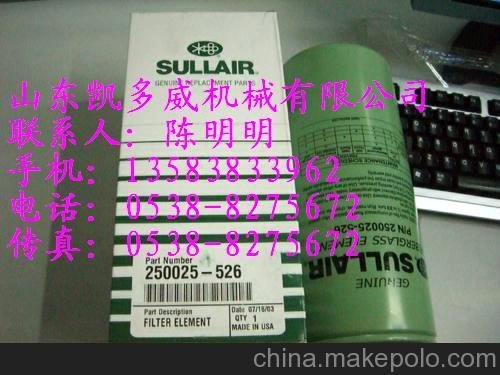 SULLAIR
GENUINE REPLACEMENT PARTS
山东凯多威机械有限公司
联系人：陈明明
手机：13583833962
电话：0538-8275672
传真：0538-8275672
Part Number
250025-526
Part Description
FILTER ELEMENT
Date 07/16/03
QTY 1
MADE IN USA
GENUINE
SULLAIR
FIBERGLASS ELEMENT
P/N 250025-526
china.makepolo.com